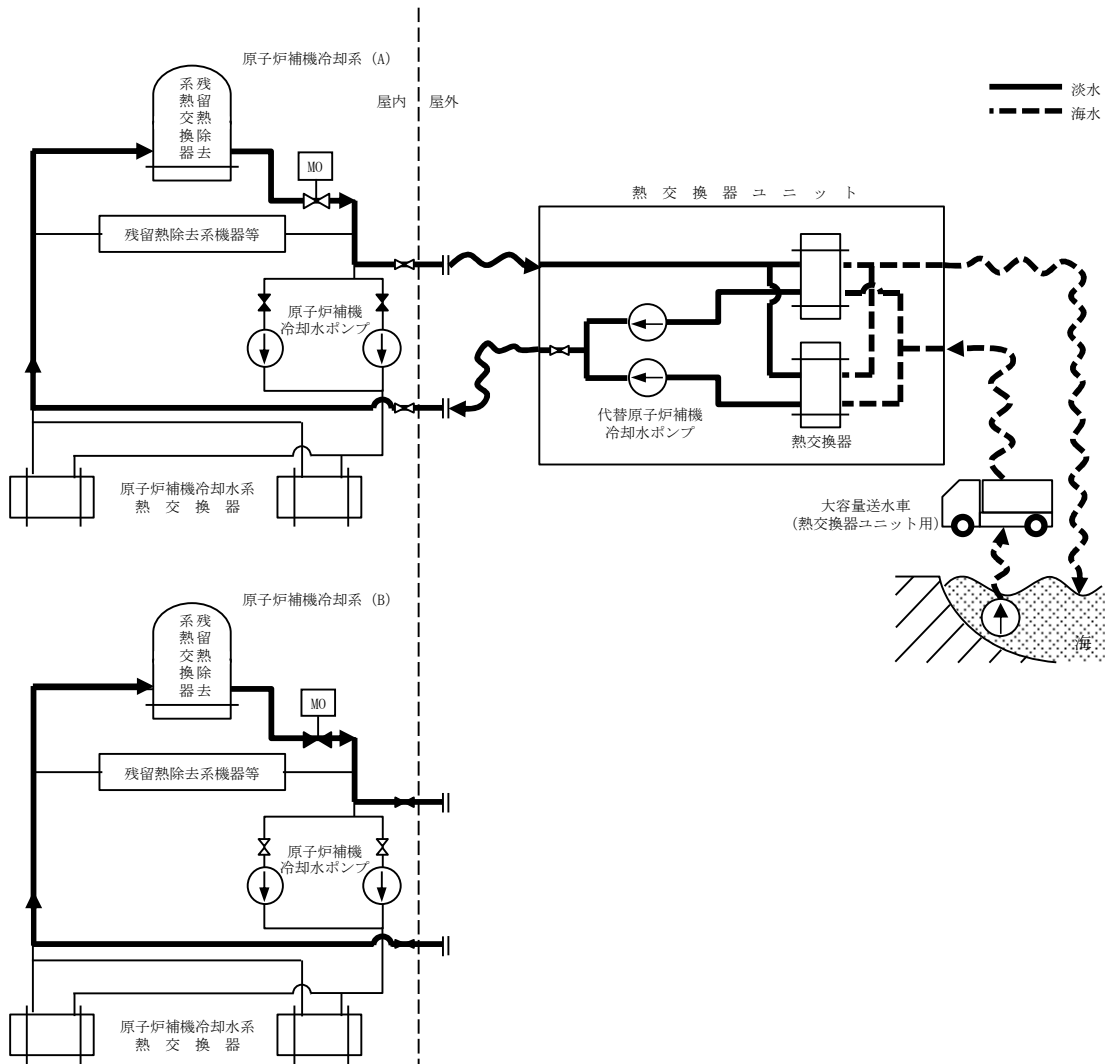 原子炉補機冷却系 (A)
残留熱除去
系熱交換器
屋内
屋外
淡水
海水
MO
残留熱除去系機器等
原子炉補機
冷却水ポンプ
原子炉補機冷却水系
熱交換器
熱交換器ユニット
代替原子炉補機
冷却水ポンプ
熱交換器
大容量送水車
(熱交換器ユニット用)
海
原子炉補機冷却系 (B)
残留熱除去
系熱交換器
MO
残留熱除去系機器等
原子炉補機
冷却水ポンプ
原子炉補機冷却水系
熱交換器